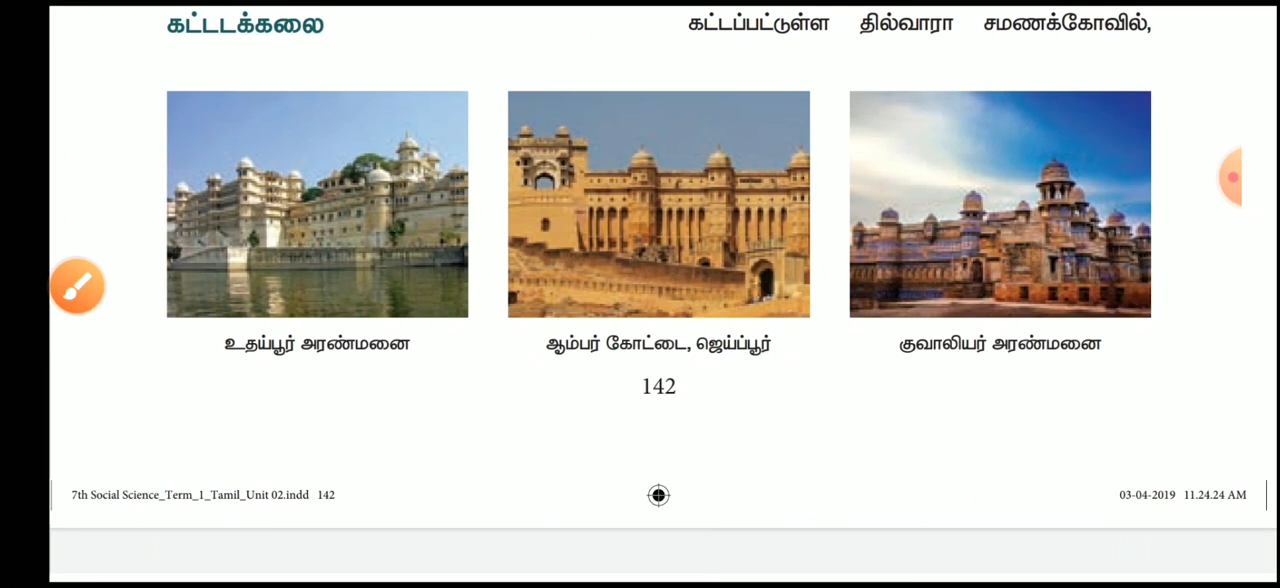 கட்டடக்கலை
கட்டப்பட்டுள்ள தில்வாரா சமணக்கோவில்,
உதய்பூர் அரண்மனை
ஆம்பர் கோட்டை, ஜெய்ப்பூர்
குவாலியர் அரண்மனை
142
7th Social Science_Term_1_Tamil_Unit 02.indd 142
03-04-2019 11.24.24 AM